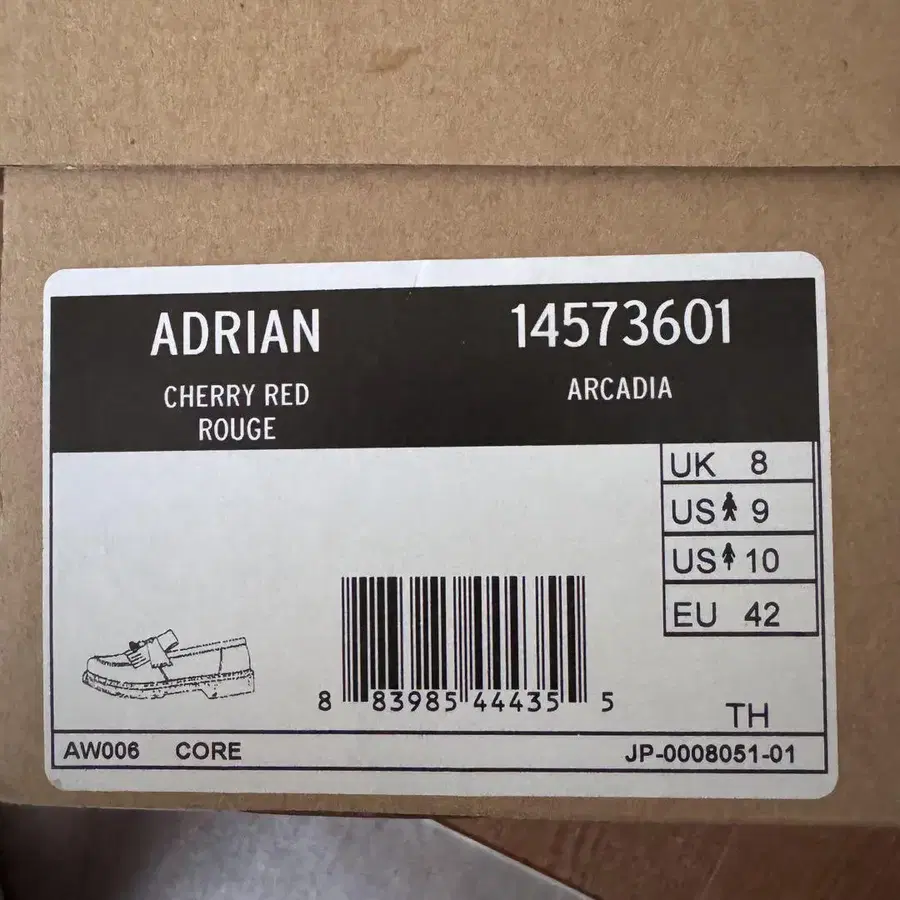 ADRIAN 14573601
CHERRY RED ARCADIA
ROUGE
UK 8
US 9
US 10
EU 42
8 83985 44435 5
TH
AW006 CORE JP-0008051-01